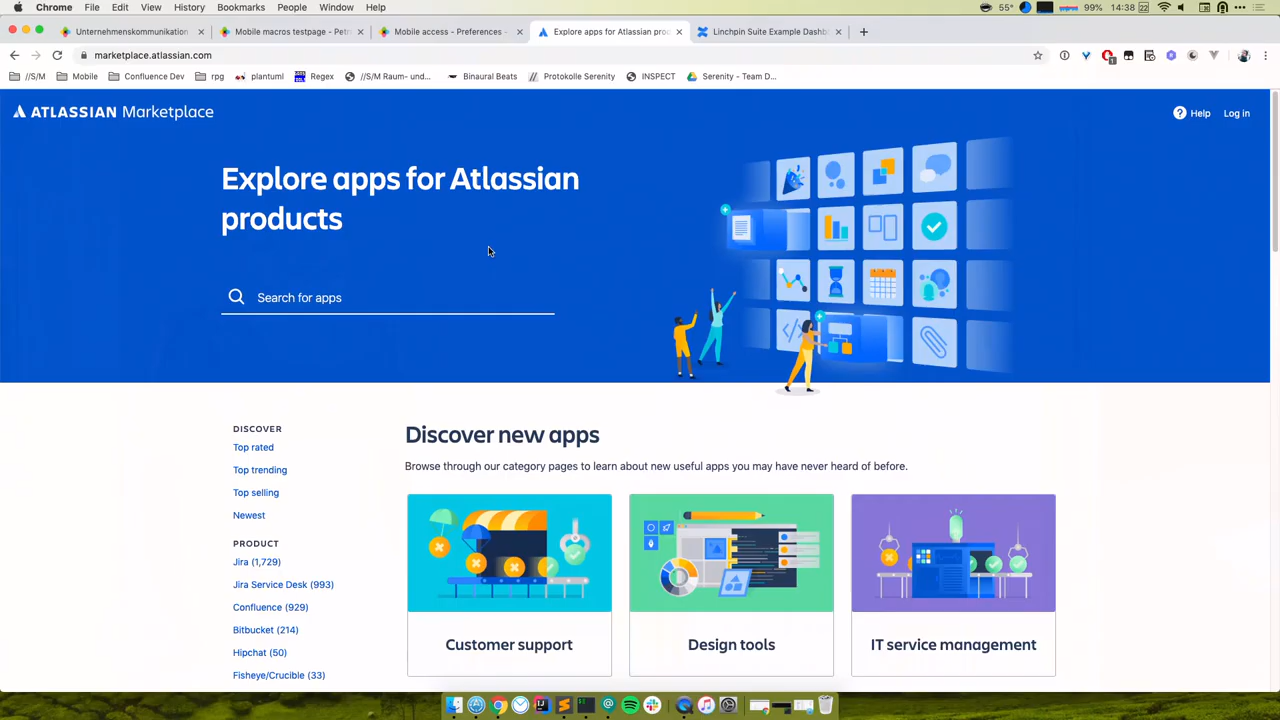 Chrome File Edit View History Bookmarks People Window Help 55° 99% 14:38 22
Unternehmenskommunikation Mobile macros testpage - Petr Mobile access - Preferences - Explore apps for Atlassian prod Linchpin Suite Example Dashb
marketplace.atlassian.com
//S/M Mobile Confluence Dev rpg plantuml Regex //S/M Raum- und... Binaural Beats Protokolle Serenity INSPECT Serenity - Team D...
ATLASSIAN Marketplace
Help Log in
Explore apps for Atlassian
products
Search for apps
DISCOVER
Top rated
Top trending
Top selling
Newest
PRODUCT
Jira (1,729)
Jira Service Desk (993)
Confluence (929)
Bitbucket (214)
Hipchat (50)
Fisheye/Crucible (33)
Discover new apps
Browse through our category pages to learn about new useful apps you may have never heard of before.
Customer support
Design tools
IT service management